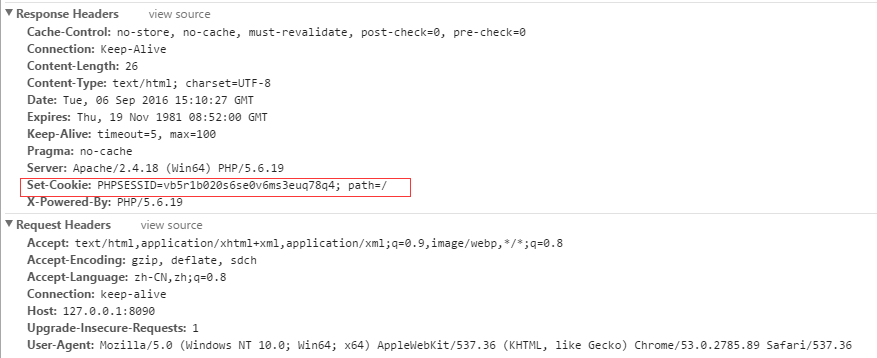 Response Headers view source
Cache-Control: no-store, no-cache, must-revalidate, post-check=0, pre-check=0
Connection: Keep-Alive
Content-Length: 26
Content-Type: text/html; charset=UTF-8
Date: Tue, 06 Sep 2016 15:10:27 GMT
Expires: Thu, 19 Nov 1981 08:52:00 GMT
Keep-Alive: timeout=5, max=100
Pragma: no-cache
Server: Apache/2.4.18 (Win64) PHP/5.6.19
Set-Cookie: PHPSESSID=vb5r1b020s6se0v6ms3euq78q4; path=/
X-Powered-By: PHP/5.6.19
Request Headers view source
Accept: text/html,application/xhtml+xml,application/xml;q=0.9,image/webp,*/*;q=0.8
Accept-Encoding: gzip, deflate, sdch
Accept-Language: zh-CN,zh;q=0.8
Connection: keep-alive
Host: 127.0.0.1:8090
Upgrade-Insecure-Requests: 1
User-Agent: Mozilla/5.0 (Windows NT 10.0; Win64; x64) AppleWebKit/537.36 (KHTML, like Gecko) Chrome/53.0.2785.89 Safari/537.36